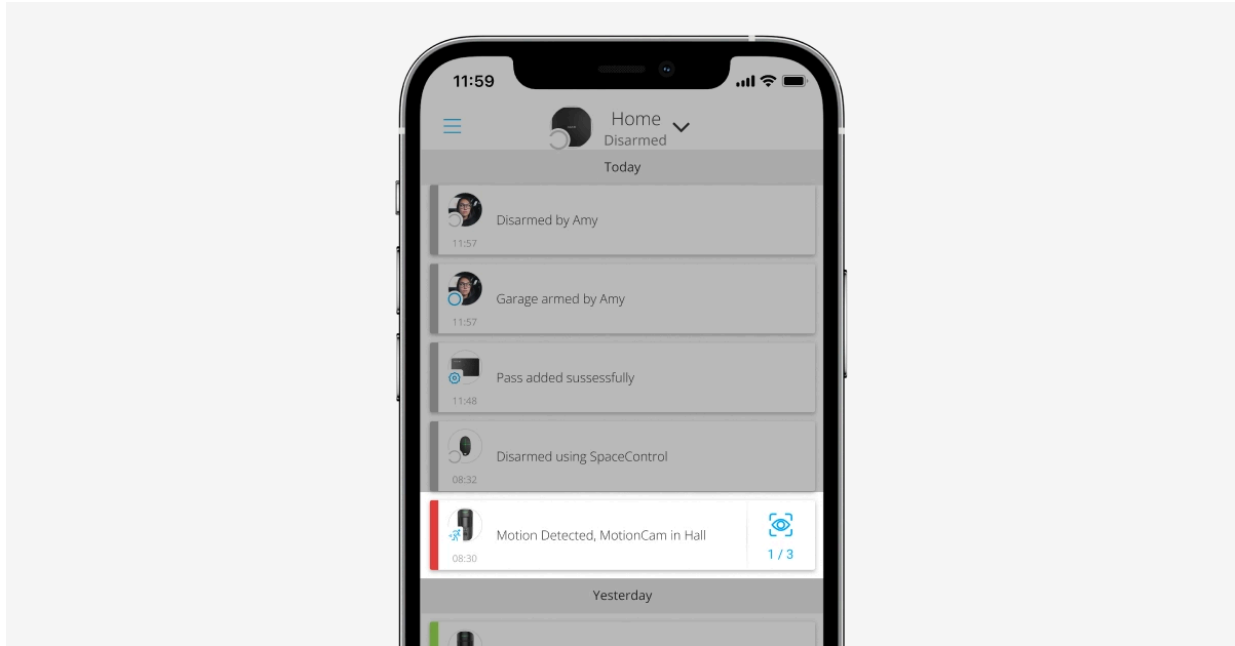 11:59
Home
Disarmed
Today
Disarmed by Amy
11:57
Garage armed by Amy
11:57
Pass added sussessfully
11:48
Disarmed using SpaceControl
08:32
Motion Detected, MotionCam in Hall
1 / 3
08:30
Yesterday